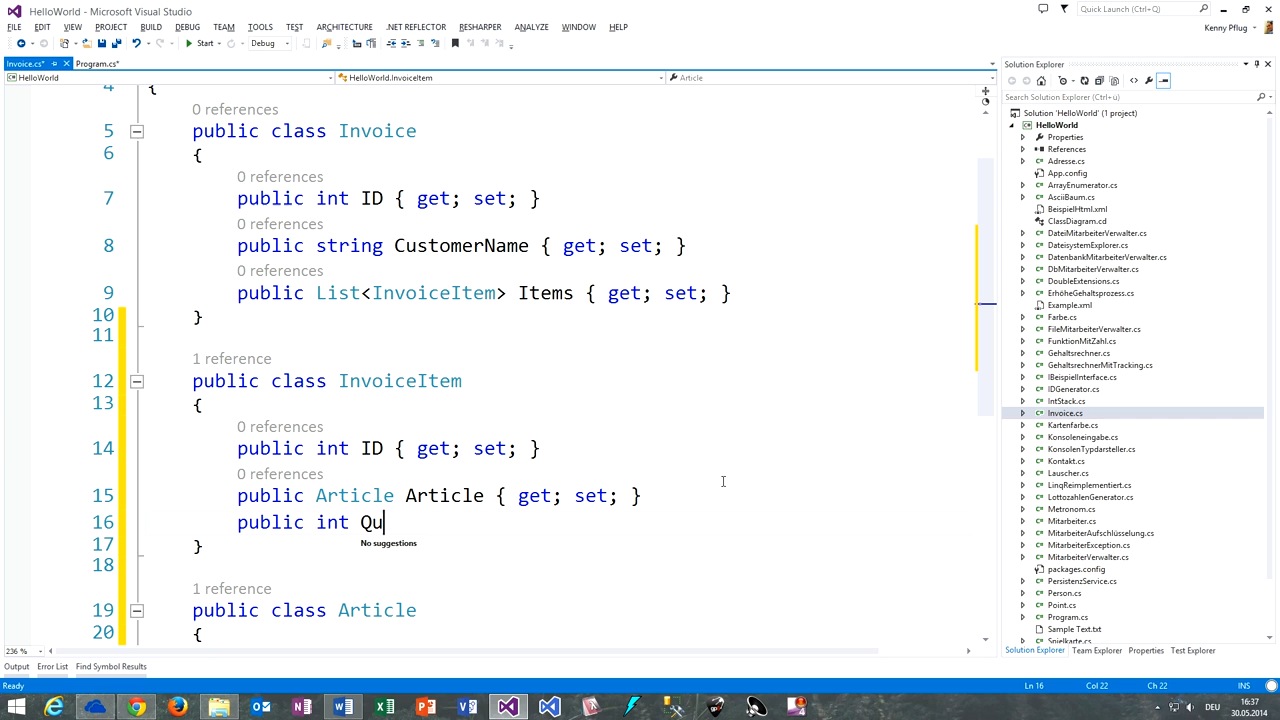 HelloWorld - Microsoft Visual Studio
Quick Launch (Ctrl+Q)
FILE EDIT VIEW PROJECT BUILD DEBUG TEAM TOOLS TEST ARCHITECTURE .NET REFLECTOR RESHARPER ANALYZE WINDOW HELP
Kenny Pflug
Start Debug
Invoice.cs* Program.cs*
HelloWorld HelloWorld.InvoiceItem Article
4 {
0 references
5 public class Invoice
6 {
0 references
7 public int ID { get; set; }
0 references
8 public string CustomerName { get; set; }
0 references
9 public List<InvoiceItem> Items { get; set; }
10 }
11
1 reference
12 public class InvoiceItem
13 {
0 references
14 public int ID { get; set; }
0 references
15 public Article Article { get; set; }
16 public int Qu
No suggestions
17 }
18
1 reference
19 public class Article
20 {
236 %
Solution Explorer
Search Solution Explorer (Ctrl+ü)
Solution 'HelloWorld' (1 project)
HelloWorld
Properties
References
Adresse.cs
App.config
ArrayEnumerator.cs
AsciiBaum.cs
BeispielHtml.xml
ClassDiagram.cd
DateiMitarbeiterVerwalter.cs
DateisystemExplorer.cs
DatenbankMitarbeiterVerwalter.cs
DbMitarbeiterVerwalter.cs
DoubleExtensions.cs
ErhöheGehaltsprozess.cs
Example.xml
Farbe.cs
FileMitarbeiterVerwalter.cs
FunktionMitZahl.cs
Gehaltsrechner.cs
GehaltsrechnerMitTracking.cs
IBeispielInterface.cs
IDGenerator.cs
IntStack.cs
Invoice.cs
Kartenfarbe.cs
Konsoleneingabe.cs
KonsolenTypdarsteller.cs
Kontakt.cs
Lauscher.cs
LinqReimplementiert.cs
LottozahlenGenerator.cs
Metronom.cs
Mitarbeiter.cs
MitarbeiterAufschlüsselung.cs
MitarbeiterException.cs
MitarbeiterVerwalter.cs
packages.config
PersistenzService.cs
Person.cs
Point.cs
Program.cs
Sample Text.txt
Spielkarte.cs
Solution Explorer Team Explorer Properties Test Explorer
Output Error List Find Symbol Results
Ready Ln 16 Col 22 Ch 22 INS
DEU 16:37
30.05.2014